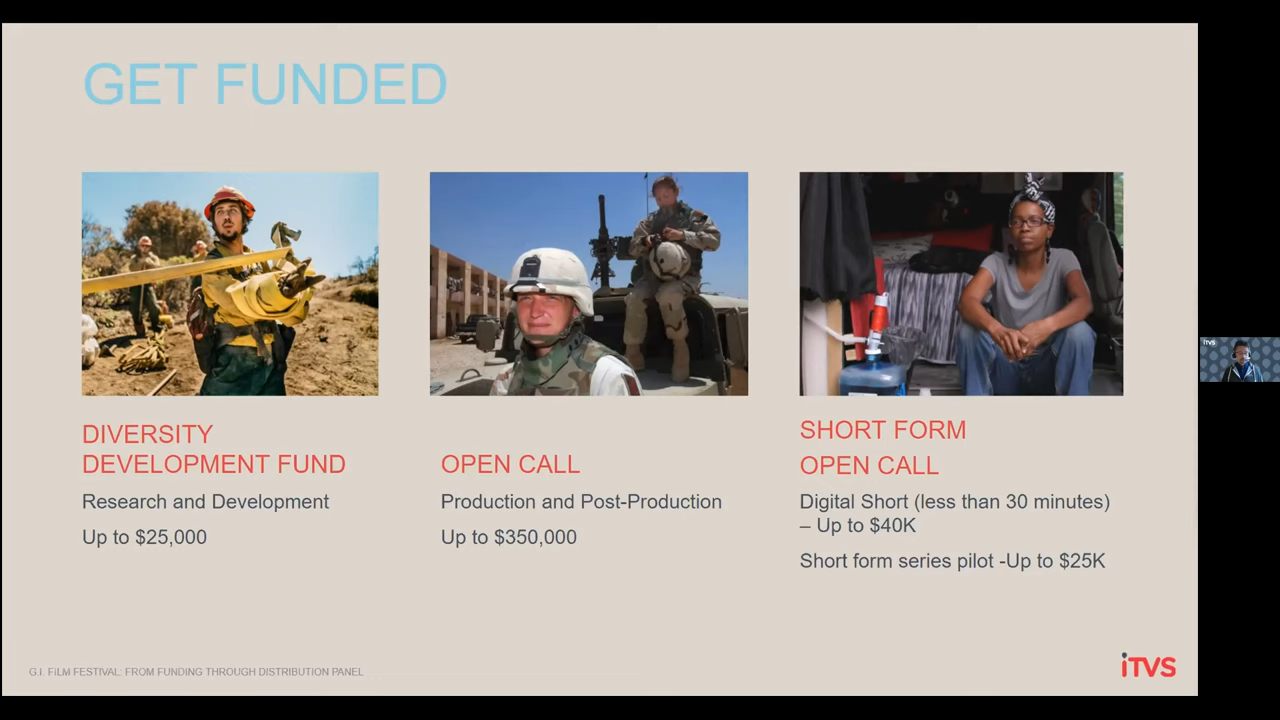 GET FUNDED
DIVERSITY
DEVELOPMENT FUND
Research and Development
Up to $25,000
OPEN CALL
Production and Post-Production
Up to $350,000
SHORT FORM
OPEN CALL
Digital Short (less than 30 minutes)
– Up to $40K
Short form series pilot -Up to $25K
G.I. FILM FESTIVAL: FROM FUNDING THROUGH DISTRIBUTION PANEL
iTVS
iTVS